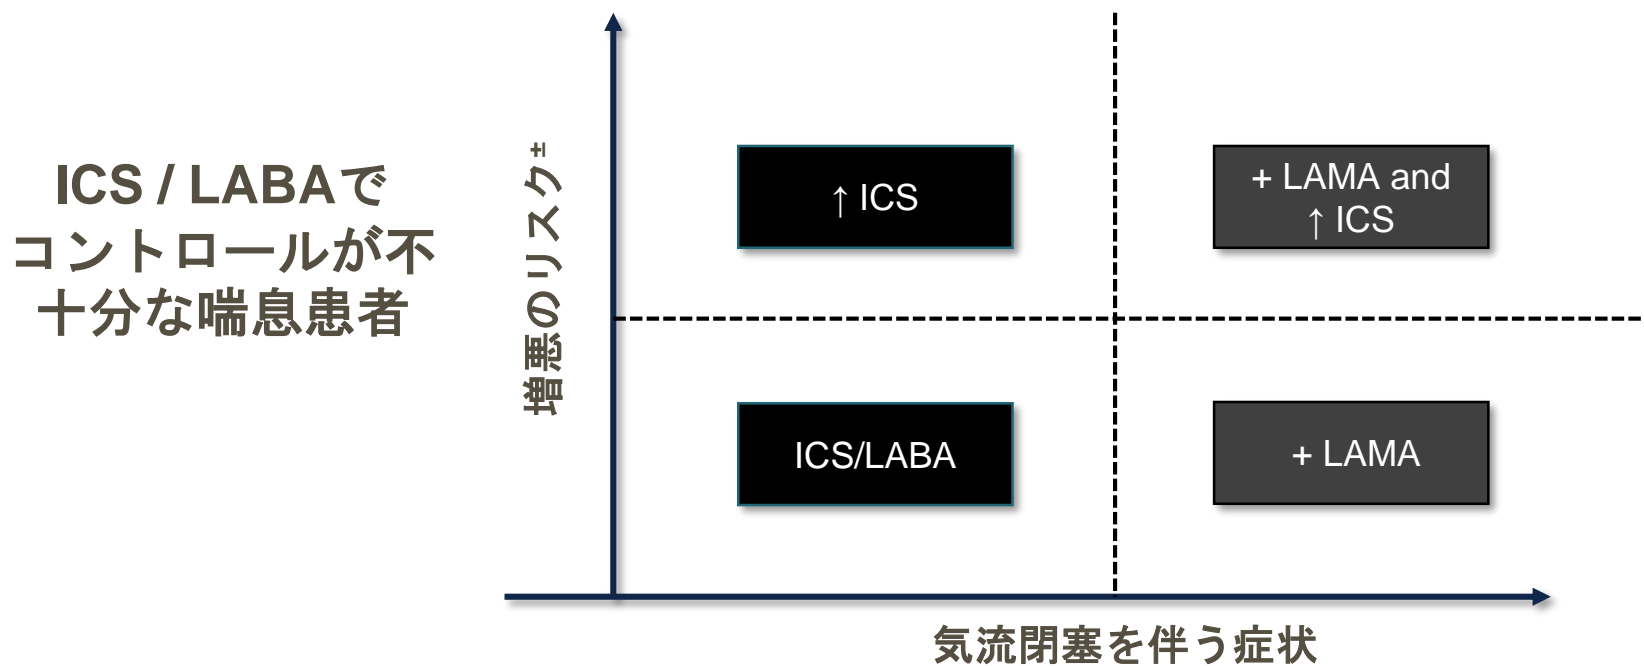 ICS / LABAで
コントロールが不
十分な喘息患者
増悪のリスク±
↑ ICS
+ LAMA and
↑ ICS
ICS/LABA
+ LAMA
気流閉塞を伴う症状